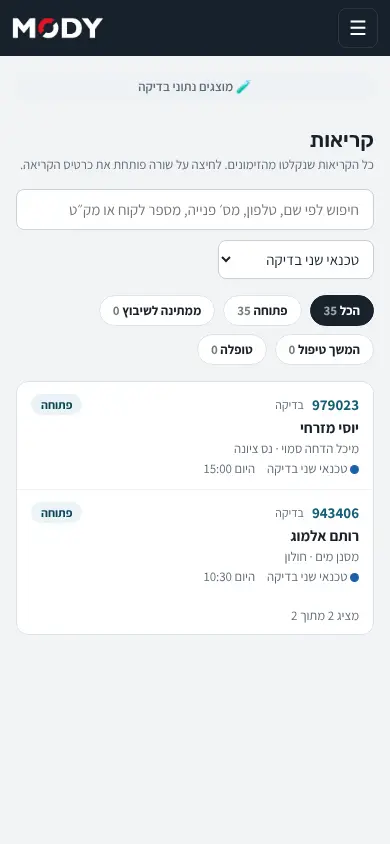 MODY
🧪 מוצגים נתוני בדיקה
קריאות
כל הקריאות שנקלטו מהזימונים. לחיצה על שורה פותחת את כרטיס הקריאה.
חיפוש לפי שם, טלפון, מס׳ פנייה, מספר לקוח או מק״ט
טכנאי שני בדיקה
הכל 35
פתוחה 35
ממתינה לשיבוץ 0
המשך טיפול 0
טופלה 0
979023 בדיקה פתוחה
יוסי מזרחי
מיכל הדחה סמוי · נס ציונה
טכנאי שני בדיקה היום 15:00
943406 בדיקה פתוחה
רותם אלמוג
מסנן מים · חולון
טכנאי שני בדיקה היום 10:30
מציג 2 מתוך 2